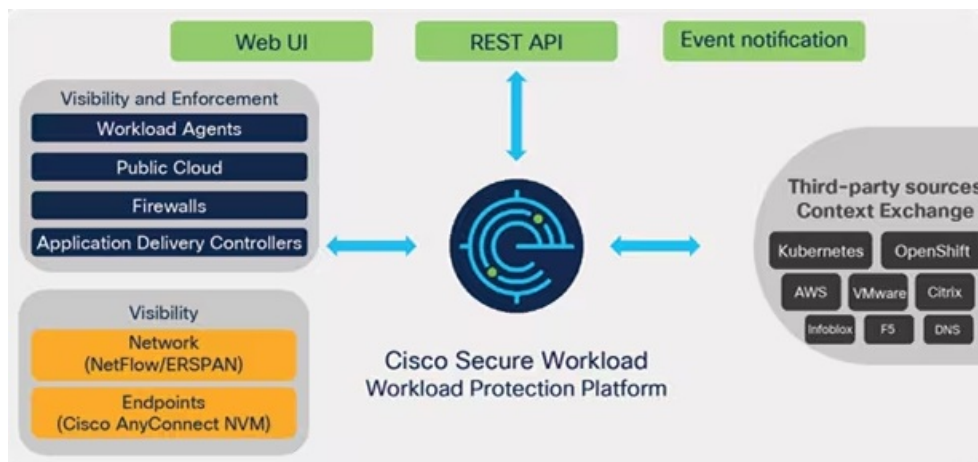 Web UI
REST API
Event notification
Visibility and Enforcement
Workload Agents
Public Cloud
Firewalls
Application Delivery Controllers
Visibility
Network
(NetFlow/ERSPAN)
Endpoints
(Cisco AnyConnect NVM)
Cisco Secure Workload
Workload Protection Platform
Third-party sources
Context Exchange
Kubernetes
OpenShift
AWS
VMware
Citrix
Infoblox
F5
DNS